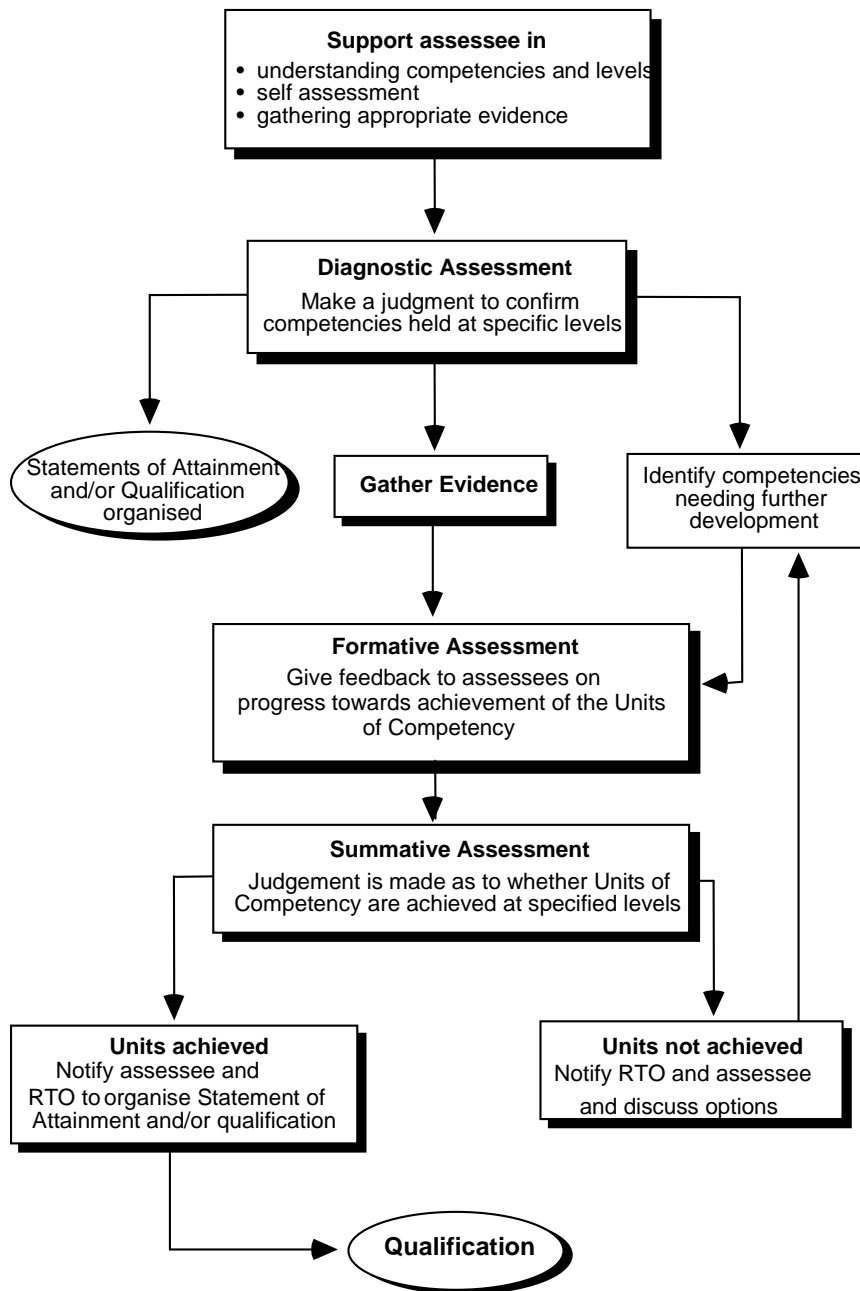 Support assessee in
• understanding competencies and levels
• self assessment
• gathering appropriate evidence
Diagnostic Assessment
Make a judgment to confirm
competencies held at specific levels
Statements of Attainment
and/or Qualification
organised
Gather Evidence
Identify competencies
needing further
development
Formative Assessment
Give feedback to assessees on
progress towards achievement of the Units
of Competency
Summative Assessment
Judgement is made as to whether Units of
Competency are achieved at specified levels
Units achieved
Notify assessee and
RTO to organise Statement of
Attainment and/or qualification
Units not achieved
Notify RTO and assessee
and discuss options
Qualification